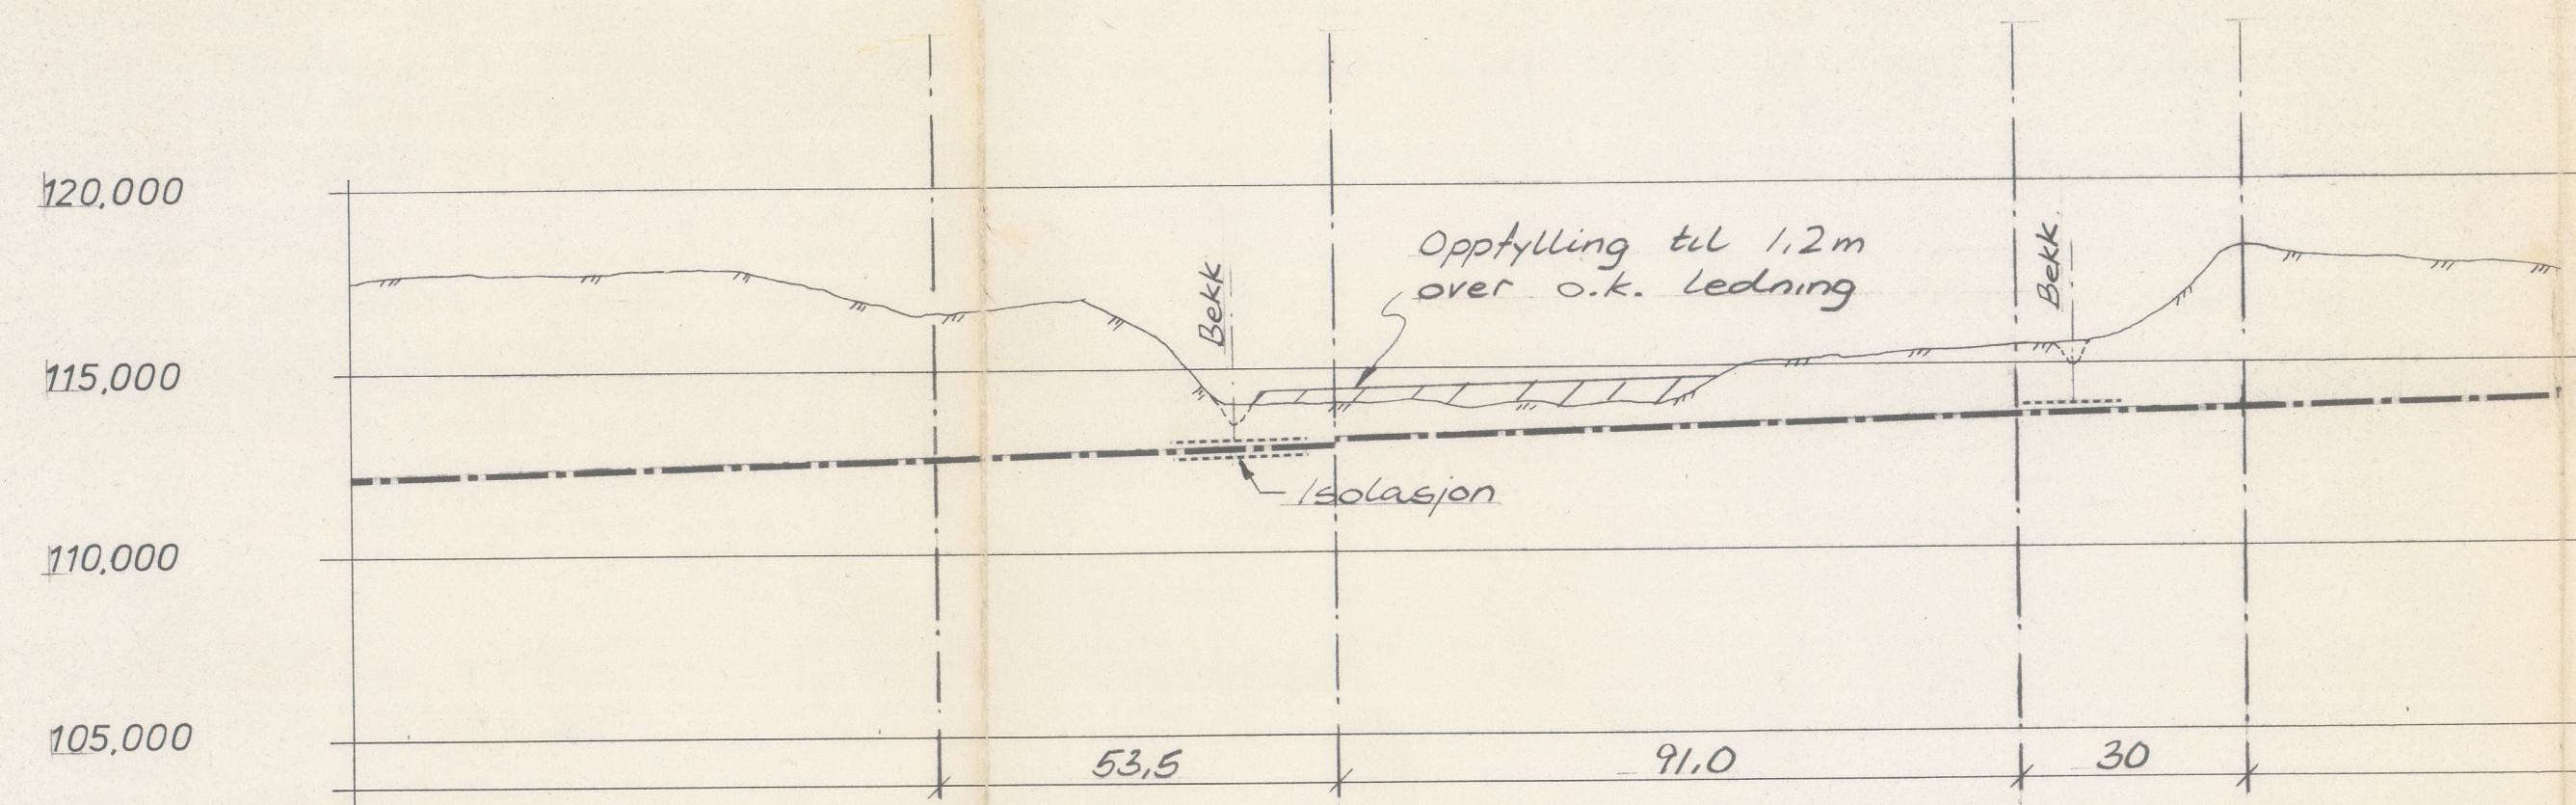 120,000
Oppfylling til 1,2m
over o.k. ledning
Bekk
Bekk
115,000
Isolasjon
110,000
105,000
53,5
91,0
30